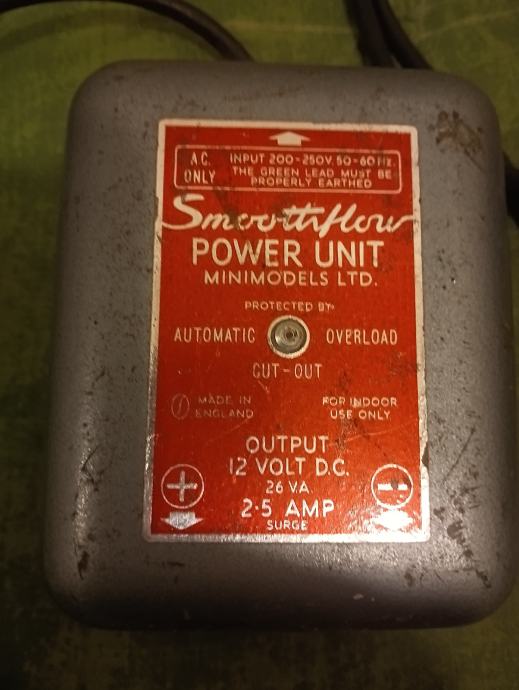 A.C. ONLY
INPUT 200-250V. 50-60 Hz.
THE GREEN LEAD MUST BE
PROPERLY EARTHED
Smoothflow
POWER UNIT
MINIMODELS LTD.
PROTECTED BY-
AUTOMATIC OVERLOAD
CUT-OUT
MADE IN ENGLAND
FOR INDOOR USE ONLY
OUTPUT
12 VOLT D.C.
26 V.A.
+ 2·5 AMP -
SURGE